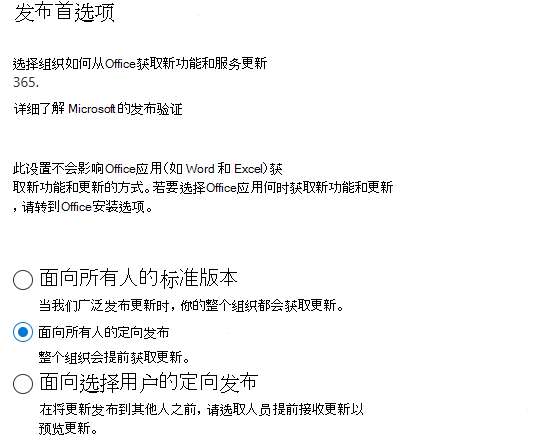 发布首选项
选择组织如何从Office获取新功能和服务更新
365.
详细了解 Microsoft的发布验证
此设置不会影响Office应用(如 Word 和 Excel)获
取新功能和更新的方式。若要选择Office应用何时获取新功能和更新
，请转到Office安装选项。
面向所有人的标准版本
当我们广泛发布更新时，你的整个组织都会获取更新。
面向所有人的定向发布
整个组织会提前获取更新。
面向选择用户的定向发布
在将更新发布到其他人之前，请选取人员提前接收更新以
预览更新。